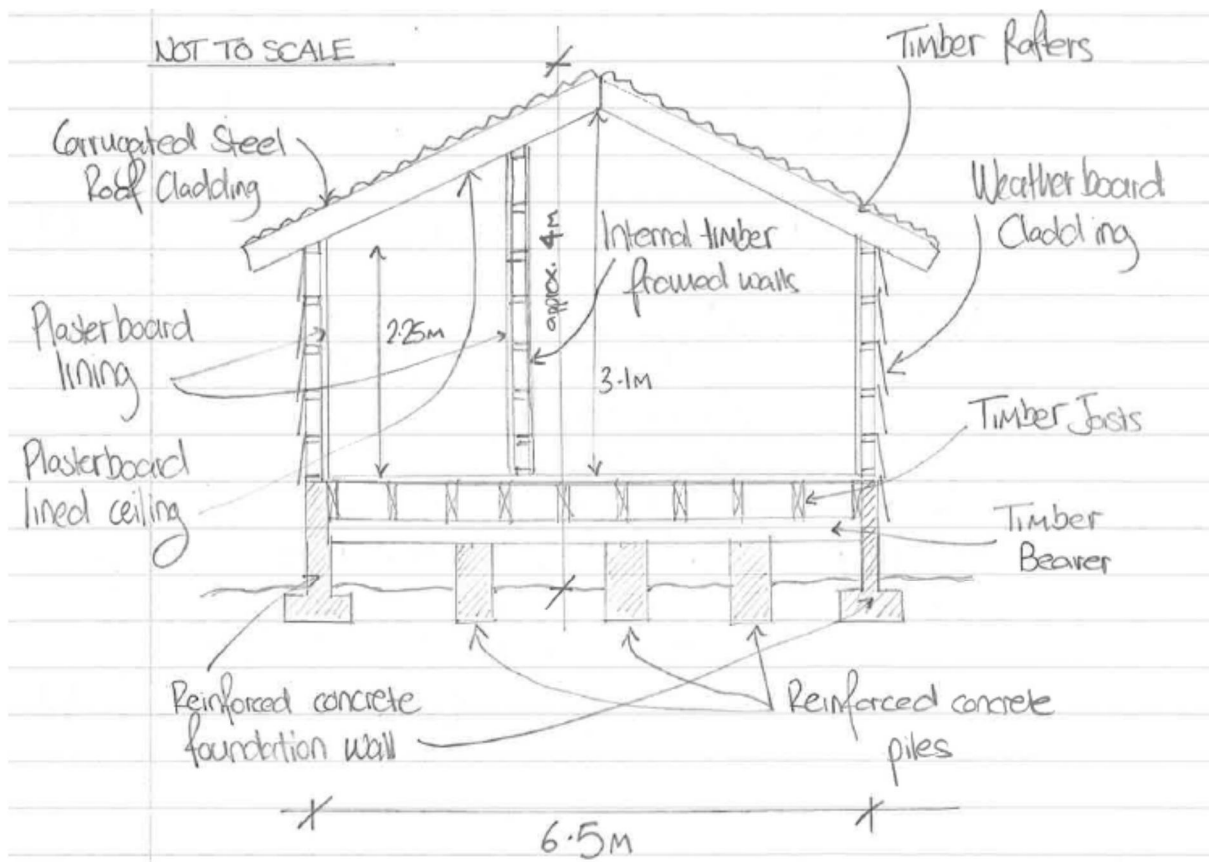 NOT TO SCALE
Timber Rafters
Corrugated Steel
Roof Cladding
Weatherboard
Cladding
approx. 4m
Internal timber
framed walls
Plasterboard
lining
2.25m
3.1m
Timber Joists
Plasterboard
lined ceiling
Timber
Bearer
Reinforced concrete
foundation wall
Reinforced concrete
piles
6.5m